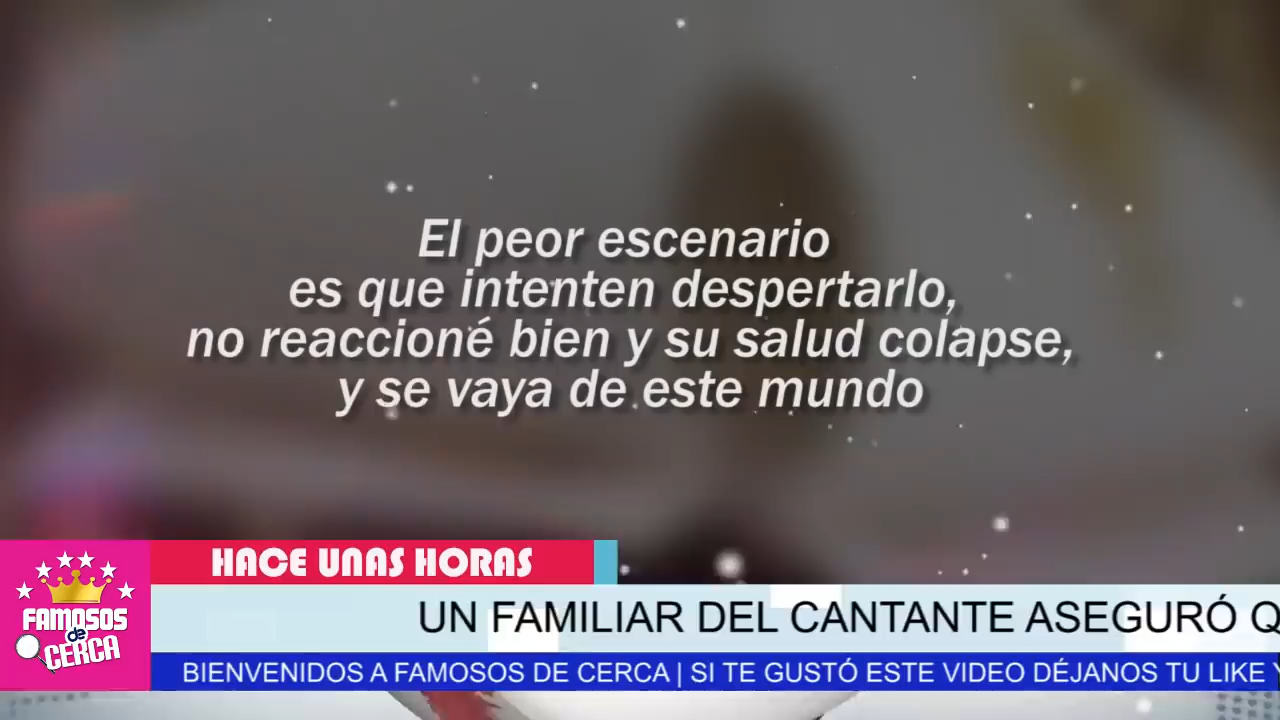 El peor escenario
es que intenten despertarlo,
no reaccioné bien y su salud colapse,
y se vaya de este mundo
HACE UNAS HORAS
FAMOSOS
de
CERCA
UN FAMILIAR DEL CANTANTE ASEGURÓ Q
BIENVENIDOS A FAMOSOS DE CERCA | SI TE GUSTÓ ESTE VIDEO DÉJANOS TU LIKE Y